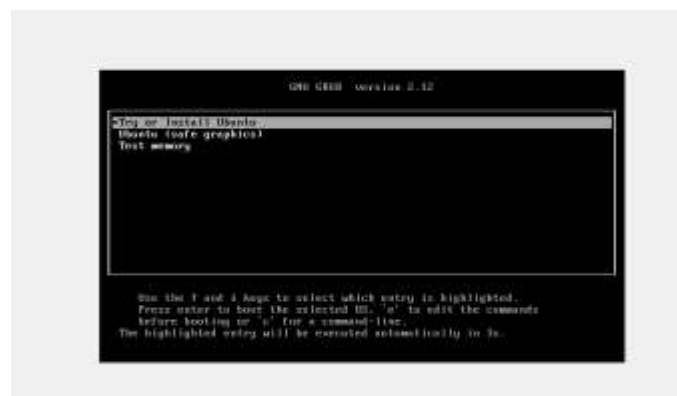 GNU GRUB version 2.12
*Try or Install Ubuntu
Ubuntu (safe graphics)
Test memory
Use the ↑ and ↓ keys to select which entry is highlighted.
Press enter to boot the selected OS, `e' to edit the commands
before booting or `c' for a command-line.
The highlighted entry will be executed automatically in 3s.